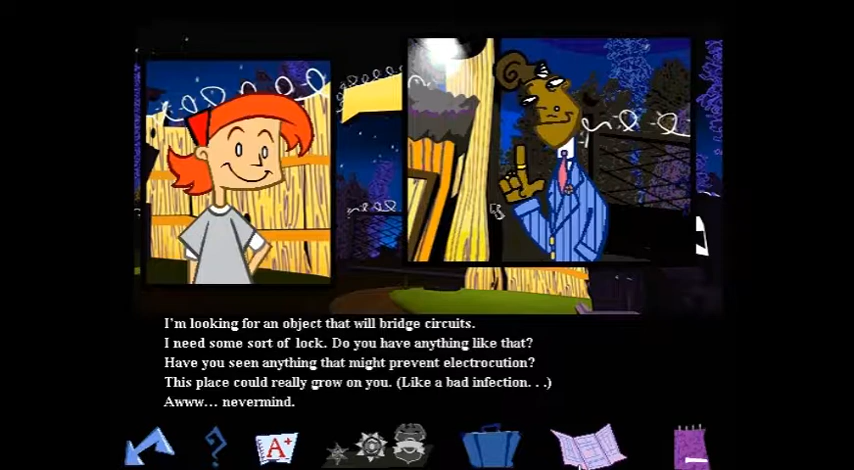 I'm looking for an object that will bridge circuits.
I need some sort of lock. Do you have anything like that?
Have you seen anything that might prevent electrocution?
This place could really grow on you. (Like a bad infection. . .)
Awww... nevermind.
? A+